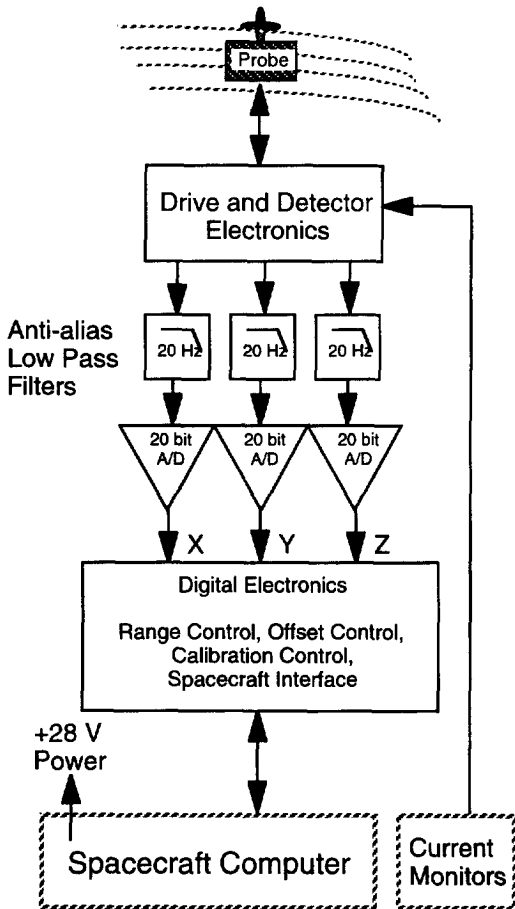 Probe
Drive and Detector
Electronics
Anti-alias
Low Pass
Filters
20 Hz
20 Hz
20 Hz
20 bit
A/D
20 bit
A/D
20 bit
A/D
X
Y
Z
Digital Electronics
Range Control, Offset Control,
Calibration Control,
Spacecraft Interface
+28 V
Power
Spacecraft Computer
Current
Monitors